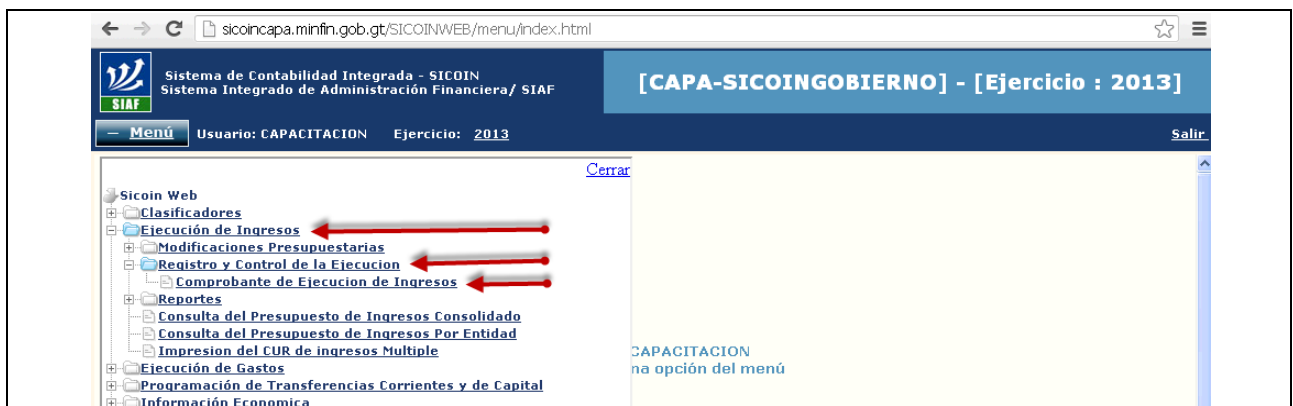 sicoincapa.minfin.gob.gt/SICOINWEB/menu/index.html
Sistema de Contabilidad Integrada - SICOIN
Sistema Integrado de Administración Financiera/ SIAF
SIAF
[CAPA-SICOINGOBIERNO] - [Ejercicio : 2013]
— Menú Usuario: CAPACITACION Ejercicio: 2013
Salir
Cerrar
Sicoin Web
Clasificadores
Ejecución de Ingresos
Modificaciones Presupuestarias
Registro y Control de la Ejecucion
Comprobante de Ejecucion de Ingresos
Reportes
Consulta del Presupuesto de Ingresos Consolidado
Consulta del Presupuesto de Ingresos Por Entidad
Impresion del CUR de ingresos Multiple
CAPACITACION
Ejecución de Gastos
na opción del menú
Programación de Transferencias Corrientes y de Capital
Información Economica